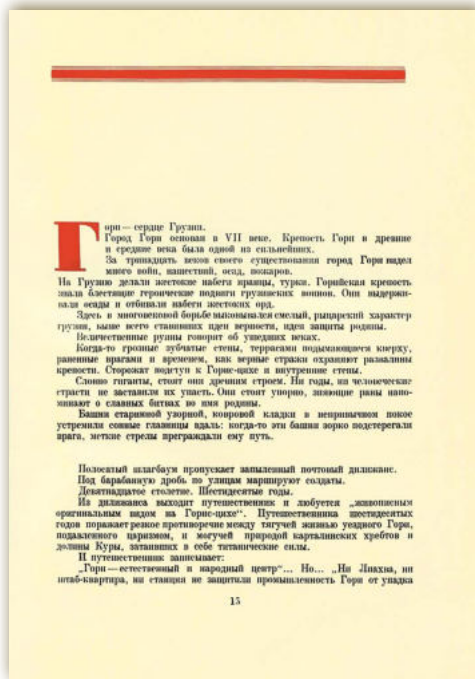 Гори — сердце Грузии.
Город Гори основан в VII веке. Крепость Гори в древние
и средние века была одной из сильнейших.
За тринадцать веков своего существования город Гори видел
много войн, нашествий, осад, пожаров.
На Грузию делали жестокие набеги иранцы, турки. Горийская крепость
знала блестящие героические подвиги грузинских воинов. Они выдержи-
вали осады и отбивали набеги жестоких орд.
Здесь в многовековой борьбе выковывался смелый, рыцарский характер
грузин, выше всего ставивших идеи верности, идеи защиты родины.
Величественные руины говорят об ушедших веках.
Когда-то грозные зубчатые стены, террасами подымающиеся кверху,
раненные врагами и временем, как верные стражи охраняют развалины
крепости. Сторожат подступ к Горис-цихе и внутренние стены.
Словно гиганты, стоят они древним строем. Ни годы, ни человеческие
страсти не заставили их упасть. Они стоят упорно, зияющие раны напо-
минают о славных битвах во имя родины.
Башни старинной узорной, ковровой кладки в непривычном покое
устремили сонные главницы вдаль: когда-то эти башни зорко подстерегали
врага, меткие стрелы преграждали ему путь.
Полосатый шлагбаум пропускает запыленный почтовый дилижанс.
Под барабанную дробь по улицам маршируют солдаты.
Девятнадцатое столетие. Шестидесятые годы.
Из дилижанса выходит путешественник и любуется „живописным
оригинальным видом на Горис-цихе“. Путешественника шестидесятых
годов поражает резкое противоречие между тягучей жизнью уездного Гори,
подавленного царизмом, и могучей природой карталинских хребтов и
долины Куры, затаивших в себе титанические силы.
И путешественник записывает:
„Гори — естественный и народный центр“... Но... „Ни Лиахва, ни
штаб-квартира, ни станция не защитили промышленность Гори от упадка
15